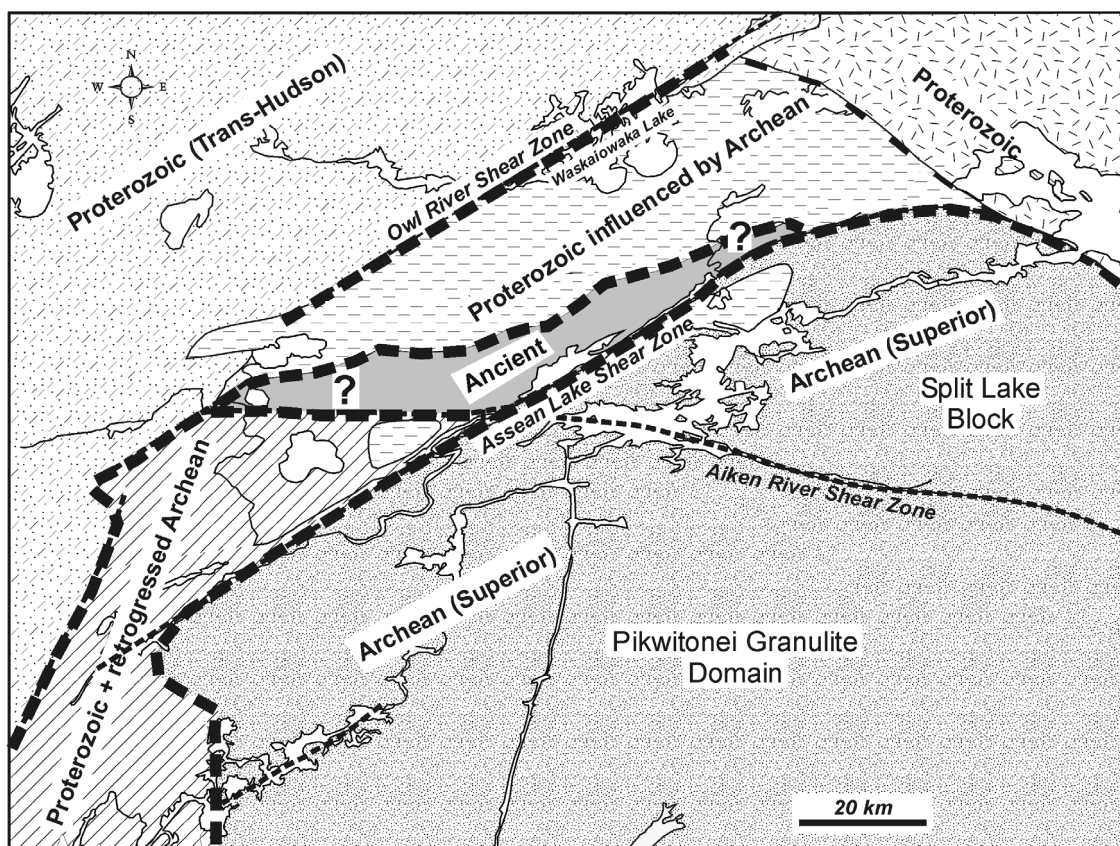 N
W E
S
Proterozoic (Trans-Hudson)
Owl River Shear Zone
Waskaiowaka Lake
Proterozoic influenced by Archean
Proterozoic
?
?
Ancient
Assean Lake Shear Zone
Archean (Superior)
Split Lake
Block
Aiken River Shear Zone
Proterozoic + retrogressed Archean
Archean (Superior)
Pikwitonei Granulite
Domain
20 km